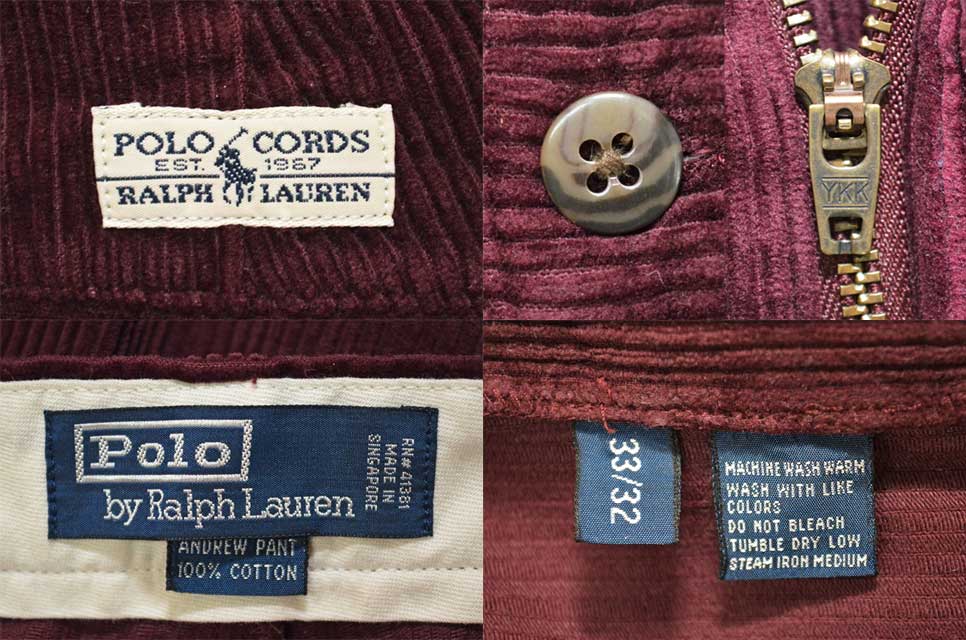 POLO CORDS
EST. 1967
RALPH LAUREN
YKK
Polo
by Ralph Lauren
RN# 41381
MADE IN
SINGAPORE
ANDREW PANT
100% COTTON
33/32
MACHINE WASH WARM
WASH WITH LIKE
COLORS
DO NOT BLEACH
TUMBLE DRY LOW
STEAM IRON MEDIUM